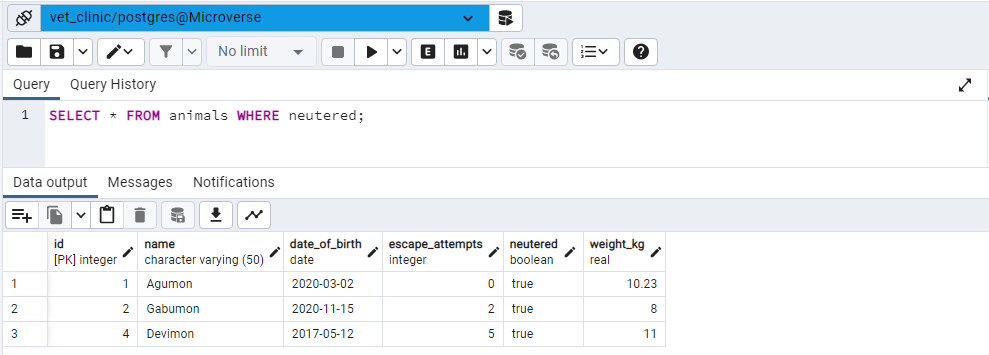 vet_clinic/postgres@Microverse
No limit
E
Query Query History
1 SELECT * FROM animals WHERE neutered;
Data output Messages Notifications
id name date_of_birth escape_attempts neutered weight_kg
[PK] integer character varying (50) date integer boolean real
1 1 Agumon 2020-03-02 0 true 10.23
2 2 Gabumon 2020-11-15 2 true 8
3 4 Devimon 2017-05-12 5 true 11